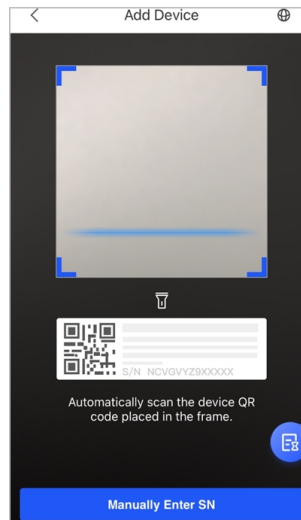 Add Device
S/N NCVGVYZ9XXXXX
Automatically scan the device QR
code placed in the frame.
Manually Enter SN